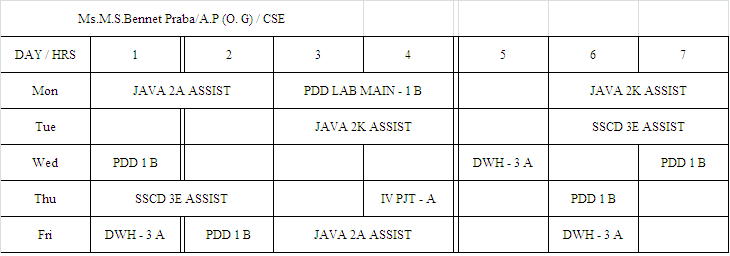 Ms.M.S.Bennet Praba/A.P (O. G) / CSE
DAY / HRS 1 2 3 4 5 6 7
Mon JAVA 2A ASSIST PDD LAB MAIN - 1 B JAVA 2K ASSIST
Tue JAVA 2K ASSIST SSCD 3E ASSIST
Wed PDD 1 B DWH - 3 A PDD 1 B
Thu SSCD 3E ASSIST IV PJT - A PDD 1 B
Fri DWH - 3 A PDD 1 B JAVA 2A ASSIST DWH - 3 A